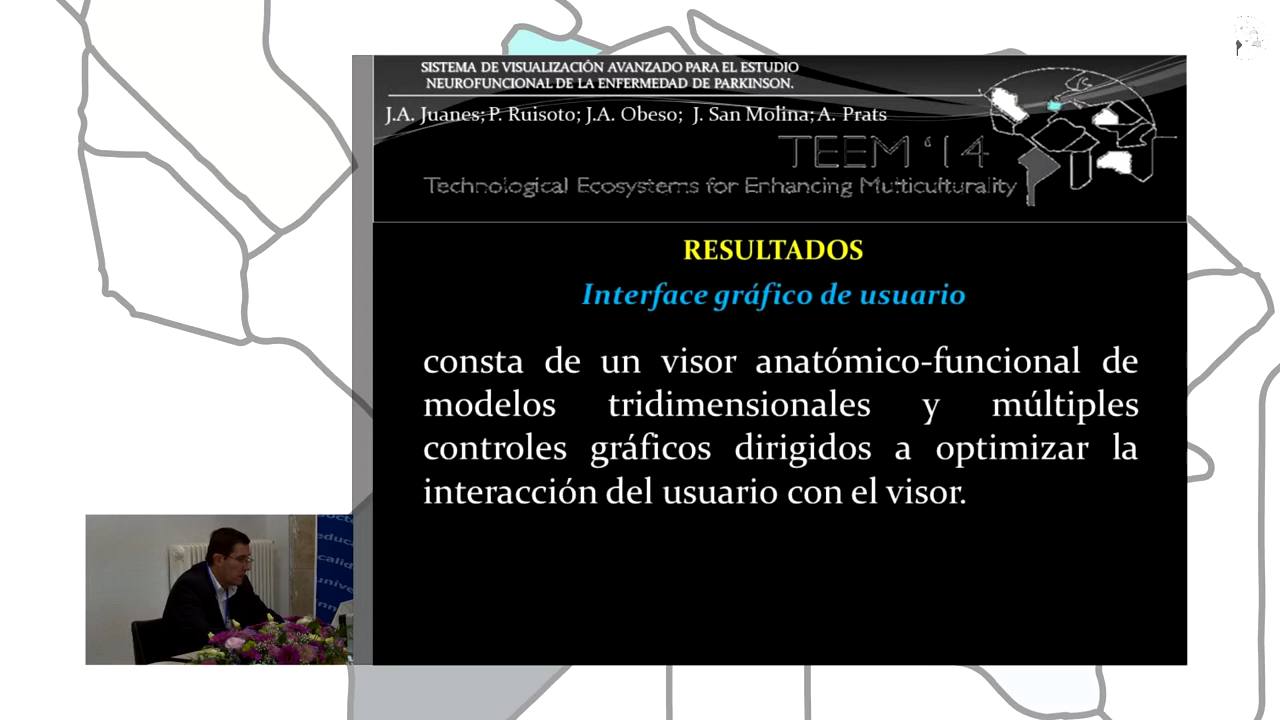 SISTEMA DE VISUALIZACIÓN AVANZADO PARA EL ESTUDIO
NEUROFUNCIONAL DE LA ENFERMEDAD DE PARKINSON.
J.A. Juanes; P. Ruisoto; J.A. Obeso; J. San Molina; A. Prats
TEEM ‘14
Technological Ecosystems for Enhancing Multiculturality
RESULTADOS
Interface gráfico de usuario
consta de un visor anatómico-funcional de
modelos tridimensionales y múltiples
controles gráficos dirigidos a optimizar la
interacción del usuario con el visor.